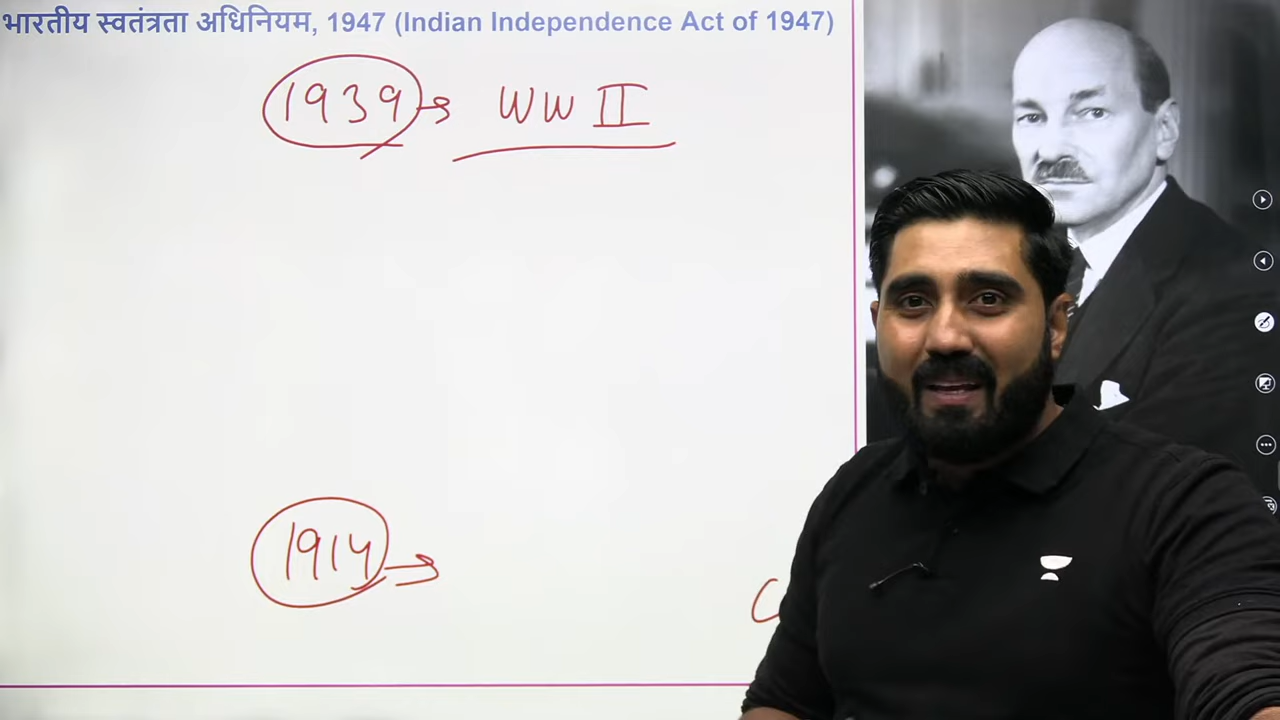 भारतीय स्वतंत्रता अधिनियम, 1947 (Indian Independence Act of 1947)
1939 → WW II
1914 →